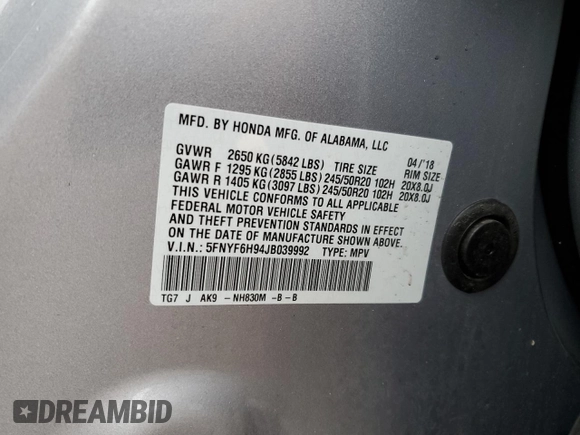 MFD. BY HONDA MFG. OF ALABAMA, LLC
04/'18
GVWR 2650 KG(5842 LBS) TIRE SIZE RIM SIZE
GAWR F 1295 KG(2855 LBS) 245/50R20 102H 20X8.0J
GAWR R 1405 KG(3097 LBS) 245/50R20 102H 20X8.0J
THIS VEHICLE CONFORMS TO ALL APPLICABLE
FEDERAL MOTOR VEHICLE SAFETY
AND THEFT PREVENTION STANDARDS IN EFFECT
ON THE DATE OF MANUFACTURE SHOWN ABOVE.
V.I.N.: 5FNYF6H94JB039992 TYPE: MPV
TG7 J AK9 -NH830M -B-B
DREAMBID